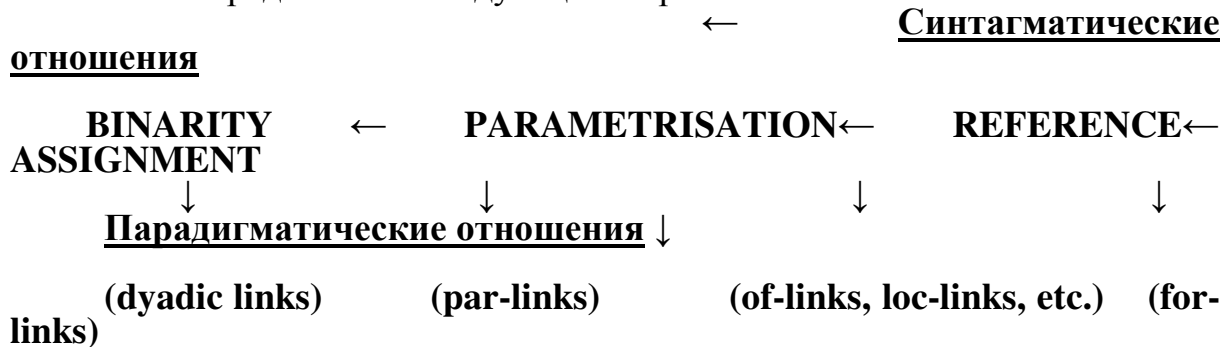 ← Синтагматические
отношения
BINARITY ← PARAMETRISATION← REFERENCE←
ASSIGNMENT
↓ ↓ ↓ ↓
Парадигматические отношения ↓
(dyadic links) (par-links) (of-links, loc-links, etc.) (for-
links)